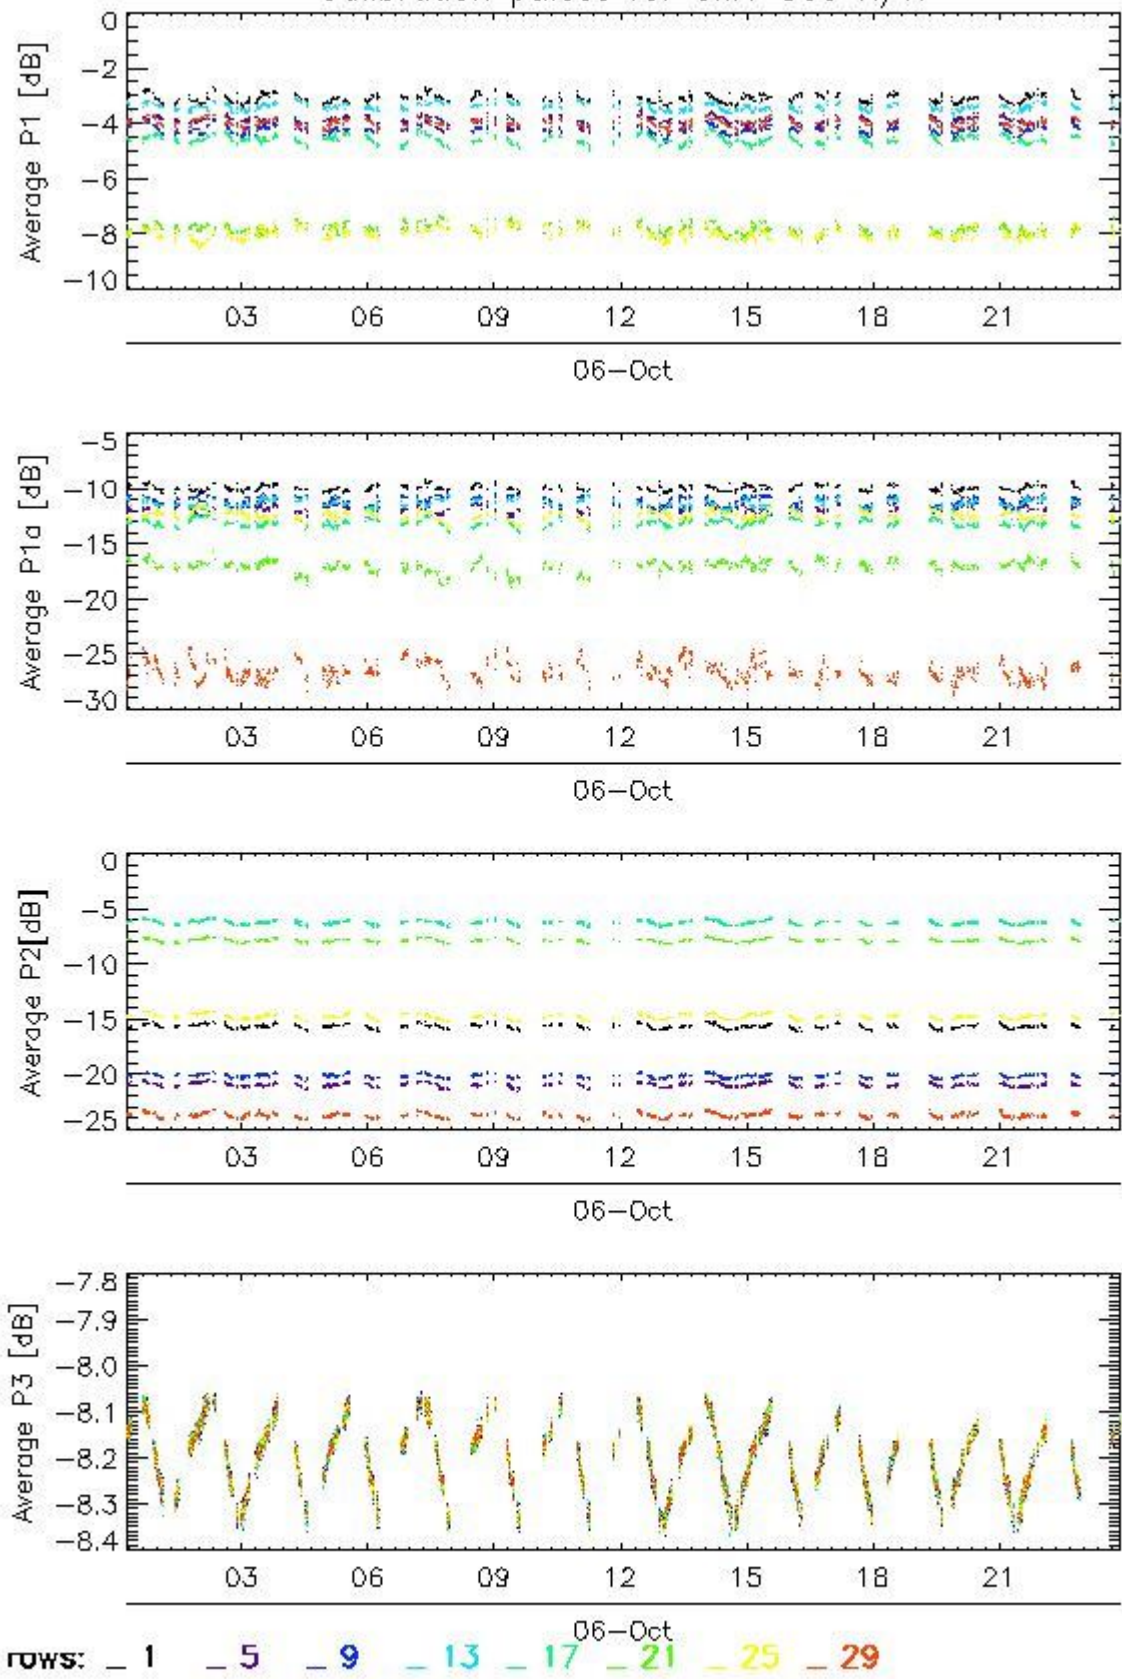 Average P1 [dB]
0
−2
−4
−6
−8
−10
03 06 09 12 15 18 21
06−Oct
Average P1a [dB]
−5
−10
−15
−20
−25
−30
03 06 09 12 15 18 21
06−Oct
Average P2[dB]
0
−5
−10
−15
−20
−25
03 06 09 12 15 18 21
06−Oct
Average P3 [dB]
−7.8
−7.9
−8.0
−8.1
−8.2
−8.3
−8.4
03 06 09 12 15 18 21
06−Oct
rows: _ 1 _ 5 _ 9 _ 13 _ 17 _ 21 _ 25 _ 29